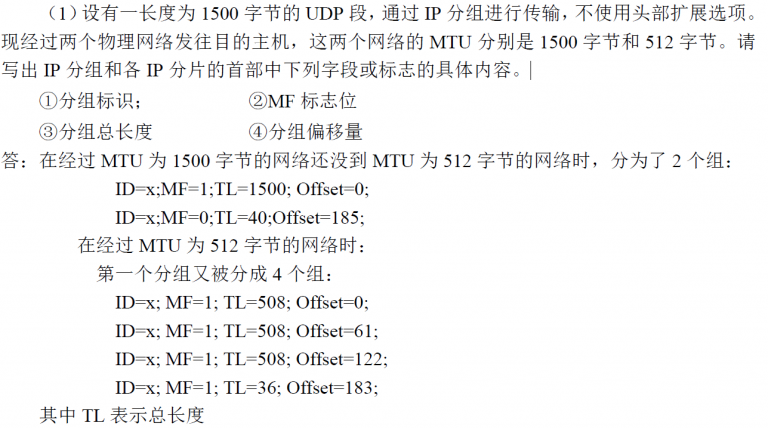 （1）设有一长度为 1500 字节的 UDP 段，通过 IP 分组进行传输，不使用头部扩展选项。
现经过两个物理网络发往目的主机，这两个网络的 MTU 分别是 1500 字节和 512 字节。请
写出 IP 分组和各 IP 分片的首部中下列字段或标志的具体内容。
①分组标识； ②MF 标志位
③分组总长度 ④分组偏移量
答：在经过 MTU 为 1500 字节的网络还没到 MTU 为 512 字节的网络时，分为了 2 个组：
ID=x;MF=1;TL=1500; Offset=0;
ID=x;MF=0;TL=40;Offset=185;
在经过 MTU 为 512 字节的网络时：
第一个分组又被分成 4 个组：
ID=x; MF=1; TL=508; Offset=0;
ID=x; MF=1; TL=508; Offset=61;
ID=x; MF=1; TL=508; Offset=122;
ID=x; MF=1; TL=36; Offset=183;
其中 TL 表示总长度